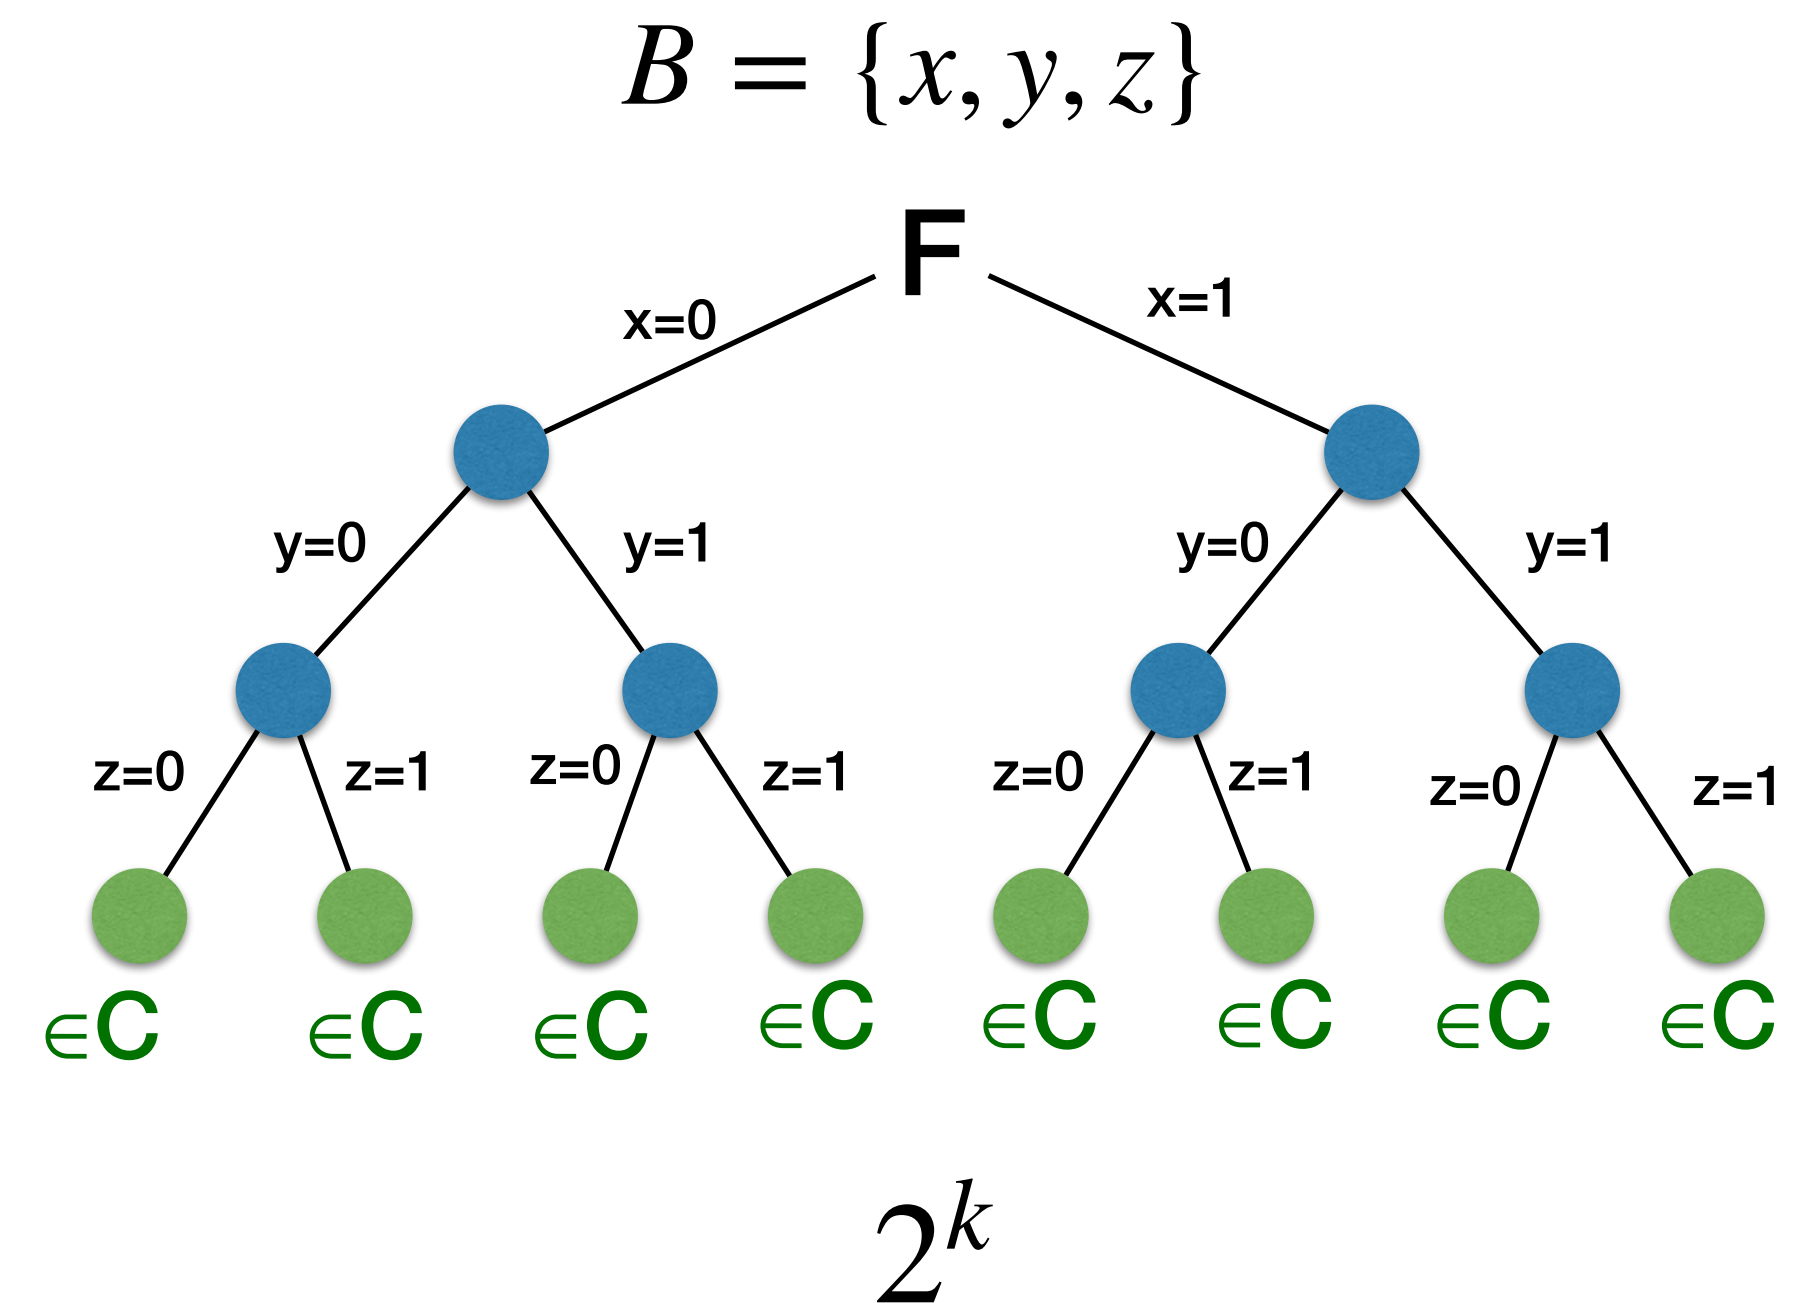 B = {x, y, z}
F
x=0 x=1
y=0 y=1 y=0 y=1
z=0 z=1 z=0 z=1 z=0 z=1 z=0 z=1
∈C ∈C ∈C ∈C ∈C ∈C ∈C ∈C
2^k